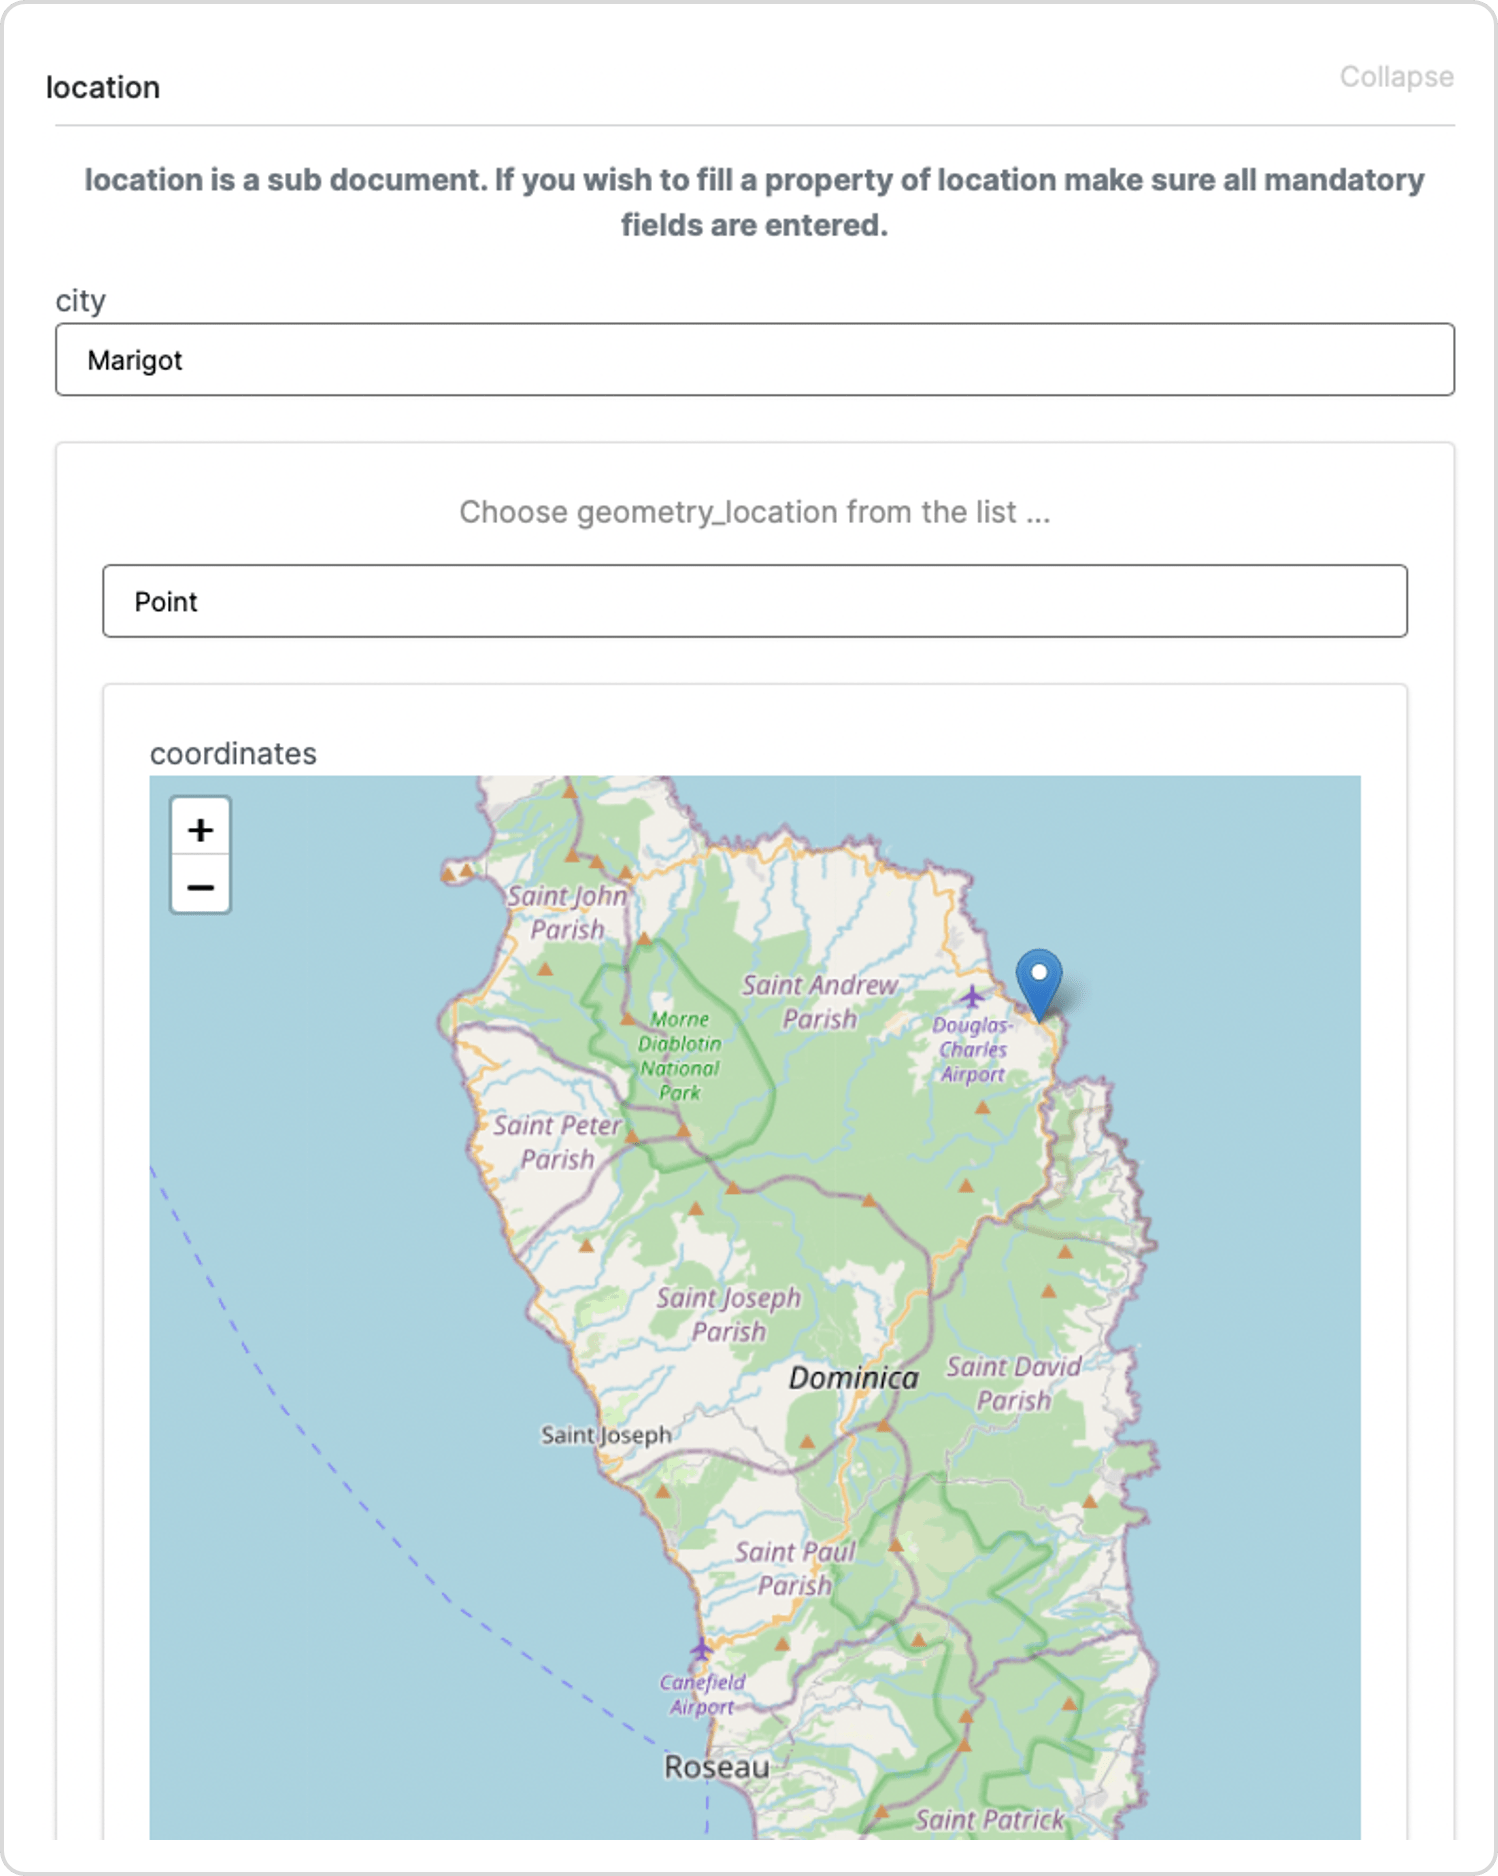 location
Collapse
location is a sub document. If you wish to fill a property of location make sure all mandatory
fields are entered.
city
Marigot
Choose geometry_location from the list ...
Point
coordinates
+
−
Saint John
Parish
Saint Andrew
Parish
Morne
Diablotin
National
Park
Douglas-
Charles
Airport
Saint Peter
Parish
Saint Joseph
Parish
Dominica
Saint David
Parish
Saint Joseph
Saint Paul
Parish
Canefield
Airport
Roseau
Saint Patrick